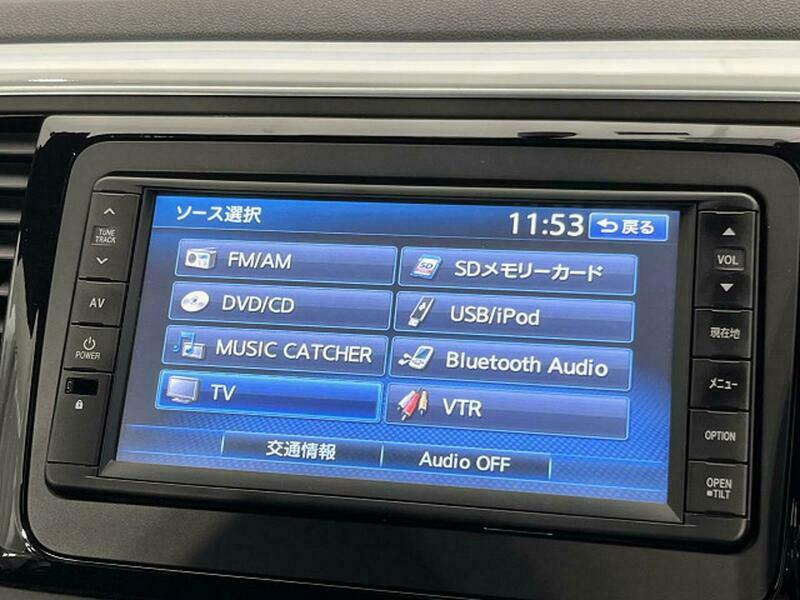 ソース選択
11:53
戻る
FM/AM
SDメモリーカード
DVD/CD
USB/iPod
MUSIC CATCHER
Bluetooth Audio
TV
VTR
交通情報
Audio OFF
TUNE
TRACK
AV
POWER
VOL
現在地
メニュー
OPTION
OPEN
TILT
SD